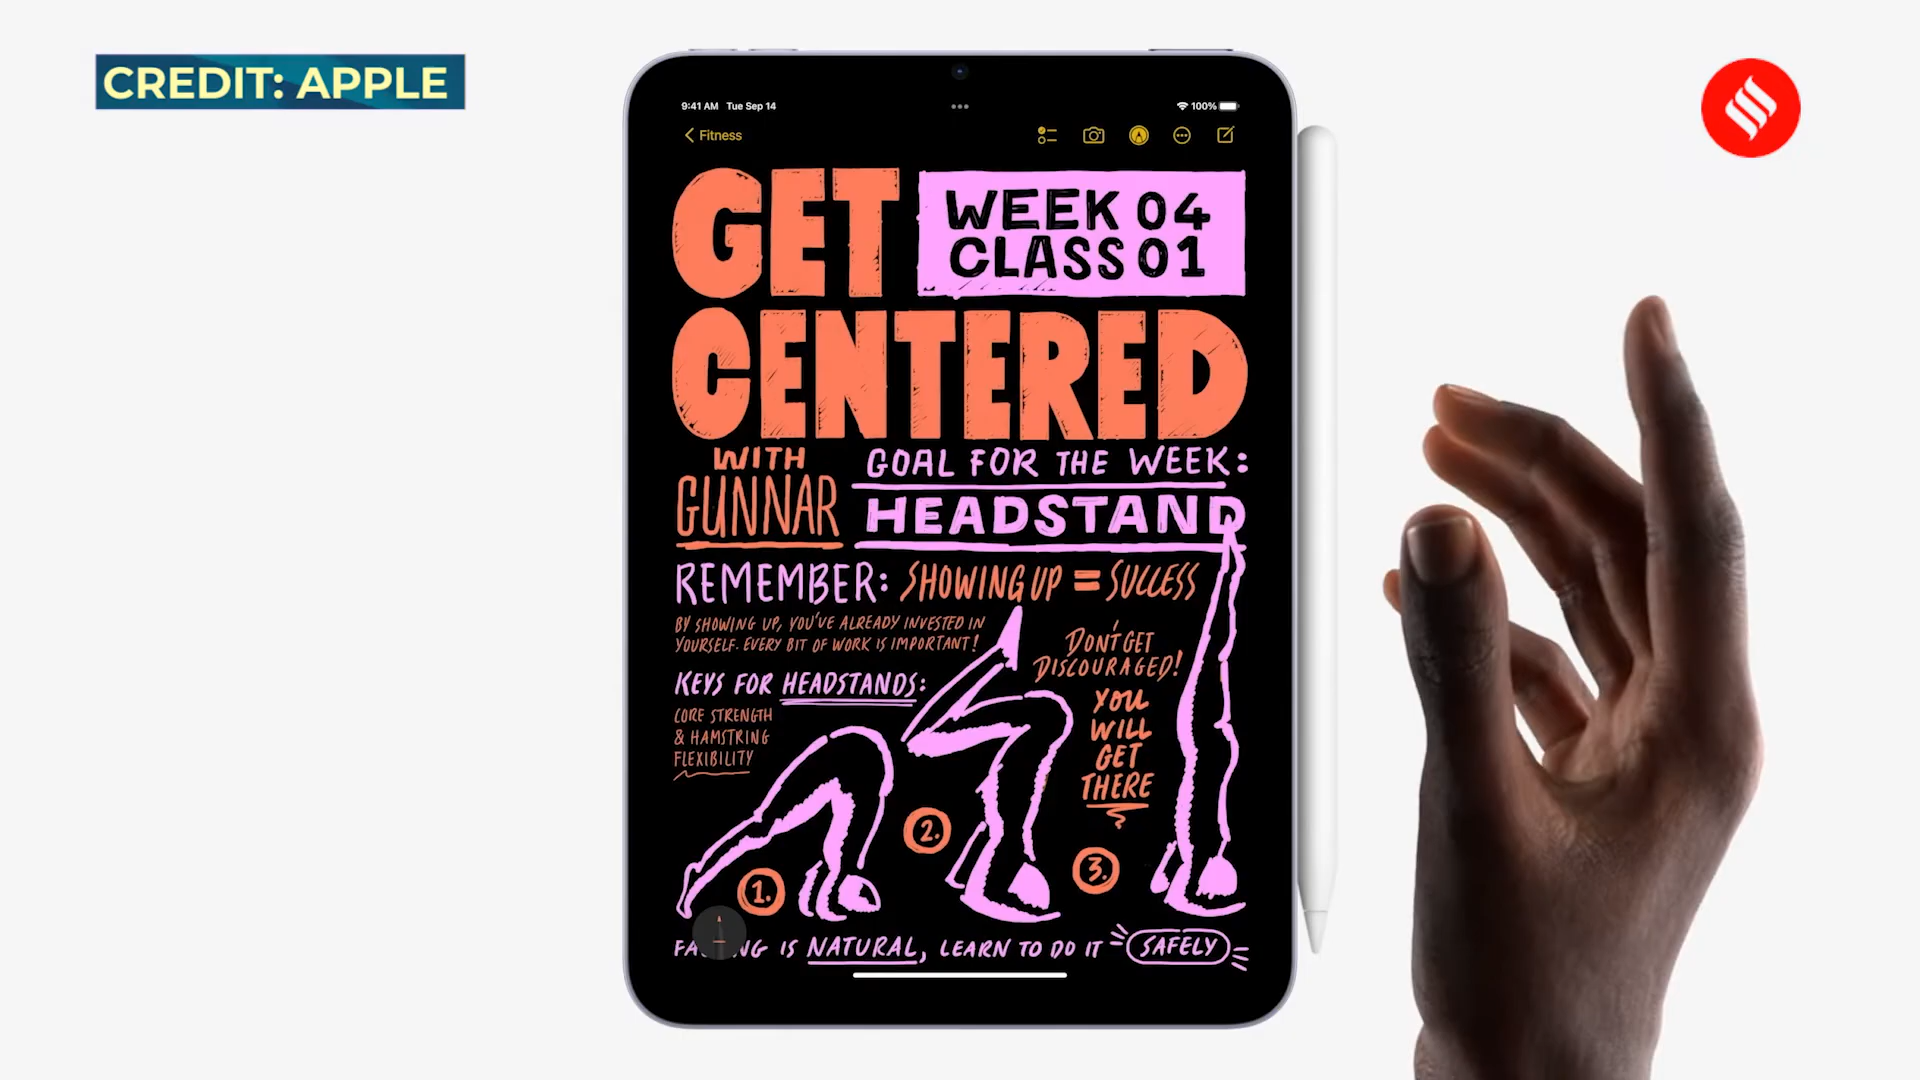 CREDIT: APPLE
9:41 AM Tue Sep 14
100%
Fitness
GET
WEEK 04
CLASS 01
CENTERED
WITH
GUNNAR
GOAL FOR THE WEEK:
HEADSTAND
REMEMBER: SHOWING UP = SUCCESS
BY SHOWING UP, YOU'VE ALREADY INVESTED IN
YOURSELF. EVERY BIT OF WORK IS IMPORTANT!
DON'T GET
DISCOURAGED!
YOU
WILL
GET
THERE
KEYS FOR HEADSTANDS:
CORE STRENGTH
& HAMSTRING
FLEXIBILITY
1.
2.
3.
IS NATURAL, LEARN TO DO IT SAFELY